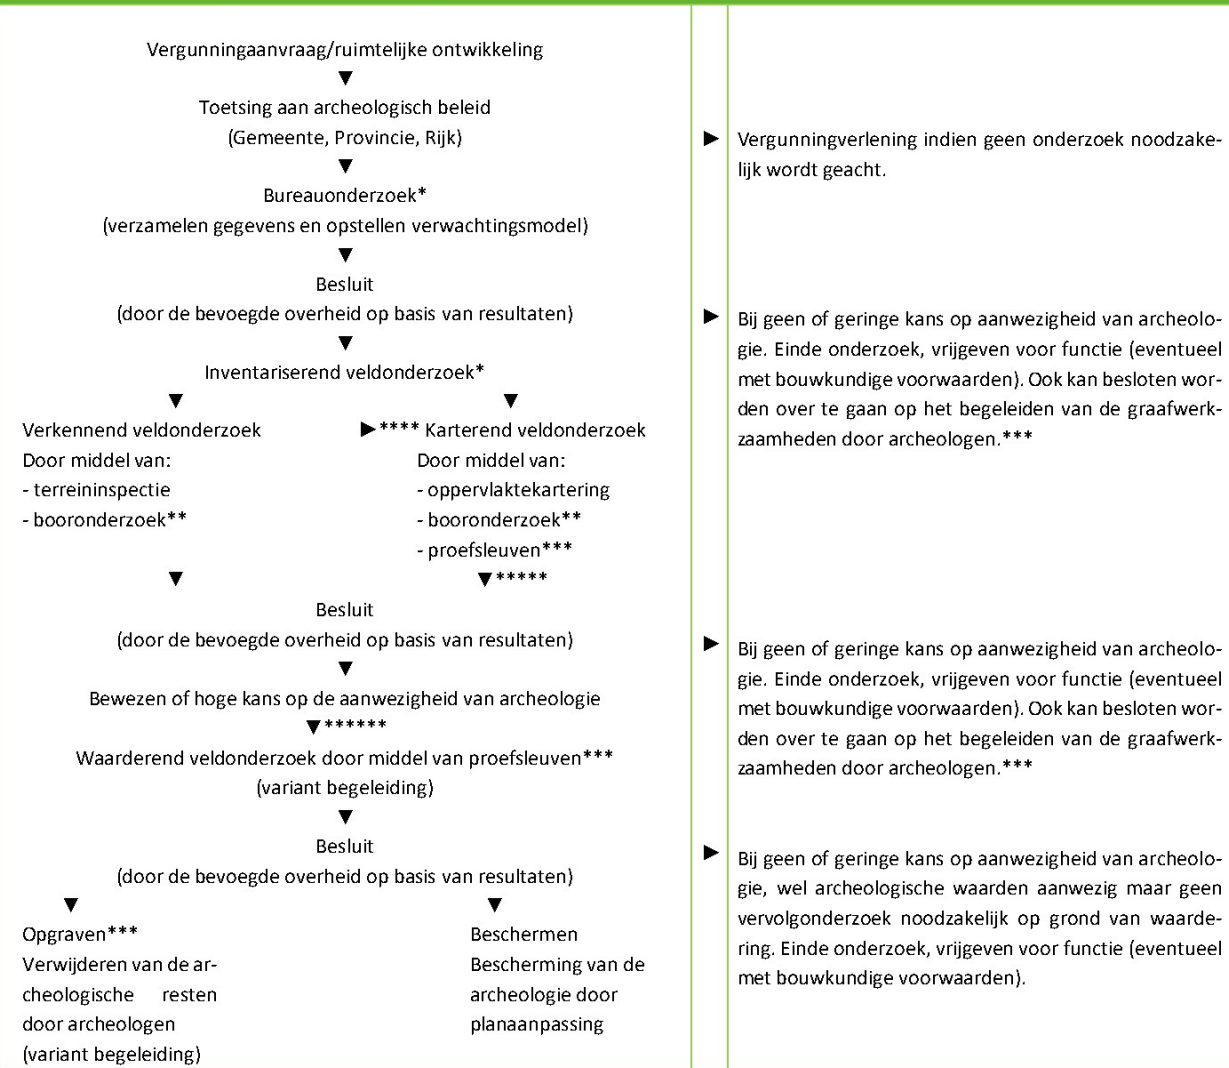 Vergunningaanvraag/ruimtelijke ontwikkeling
▼
Toetsing aan archeologisch beleid
(Gemeente, Provincie, Rijk)
▼
Bureauonderzoek*
(verzamelen gegevens en opstellen verwachtingsmodel)
▼
Besluit
(door de bevoegde overheid op basis van resultaten)
▼
Inventariserend veldonderzoek*
▼ ▼
Verkennend veldonderzoek
Door middel van:
- terreininspectie
- booronderzoek**
▼
►**** Karterend veldonderzoek
Door middel van:
- oppervlaktekartering
- booronderzoek**
- proefsleuven***
▼*****
Besluit
(door de bevoegde overheid op basis van resultaten)
▼
Bewezen of hoge kans op de aanwezigheid van archeologie
▼******
Waarderend veldonderzoek door middel van proefsleuven***
(variant begeleiding)
▼
Besluit
(door de bevoegde overheid op basis van resultaten)
▼ ▼
Opgraven***
Verwijderen van de ar-
cheologische resten
door archeologen
(variant begeleiding)
Beschermen
Bescherming van de
archeologie door
planaanpassing
► Vergunningverlening indien geen onderzoek noodzake-
lijk wordt geacht.
► Bij geen of geringe kans op aanwezigheid van archeolo-
gie. Einde onderzoek, vrijgeven voor functie (eventueel
met bouwkundige voorwaarden). Ook kan besloten wor-
den over te gaan op het begeleiden van de graafwerk-
zaamheden door archeologen.***
► Bij geen of geringe kans op aanwezigheid van archeolo-
gie. Einde onderzoek, vrijgeven voor functie (eventueel
met bouwkundige voorwaarden). Ook kan besloten wor-
den over te gaan op het begeleiden van de graafwerk-
zaamheden door archeologen.***
► Bij geen of geringe kans op aanwezigheid van archeolo-
gie, wel archeologische waarden aanwezig maar geen
vervolgonderzoek noodzakelijk op grond van waarde-
ring. Einde onderzoek, vrijgeven voor functie (eventueel
met bouwkundige voorwaarden).